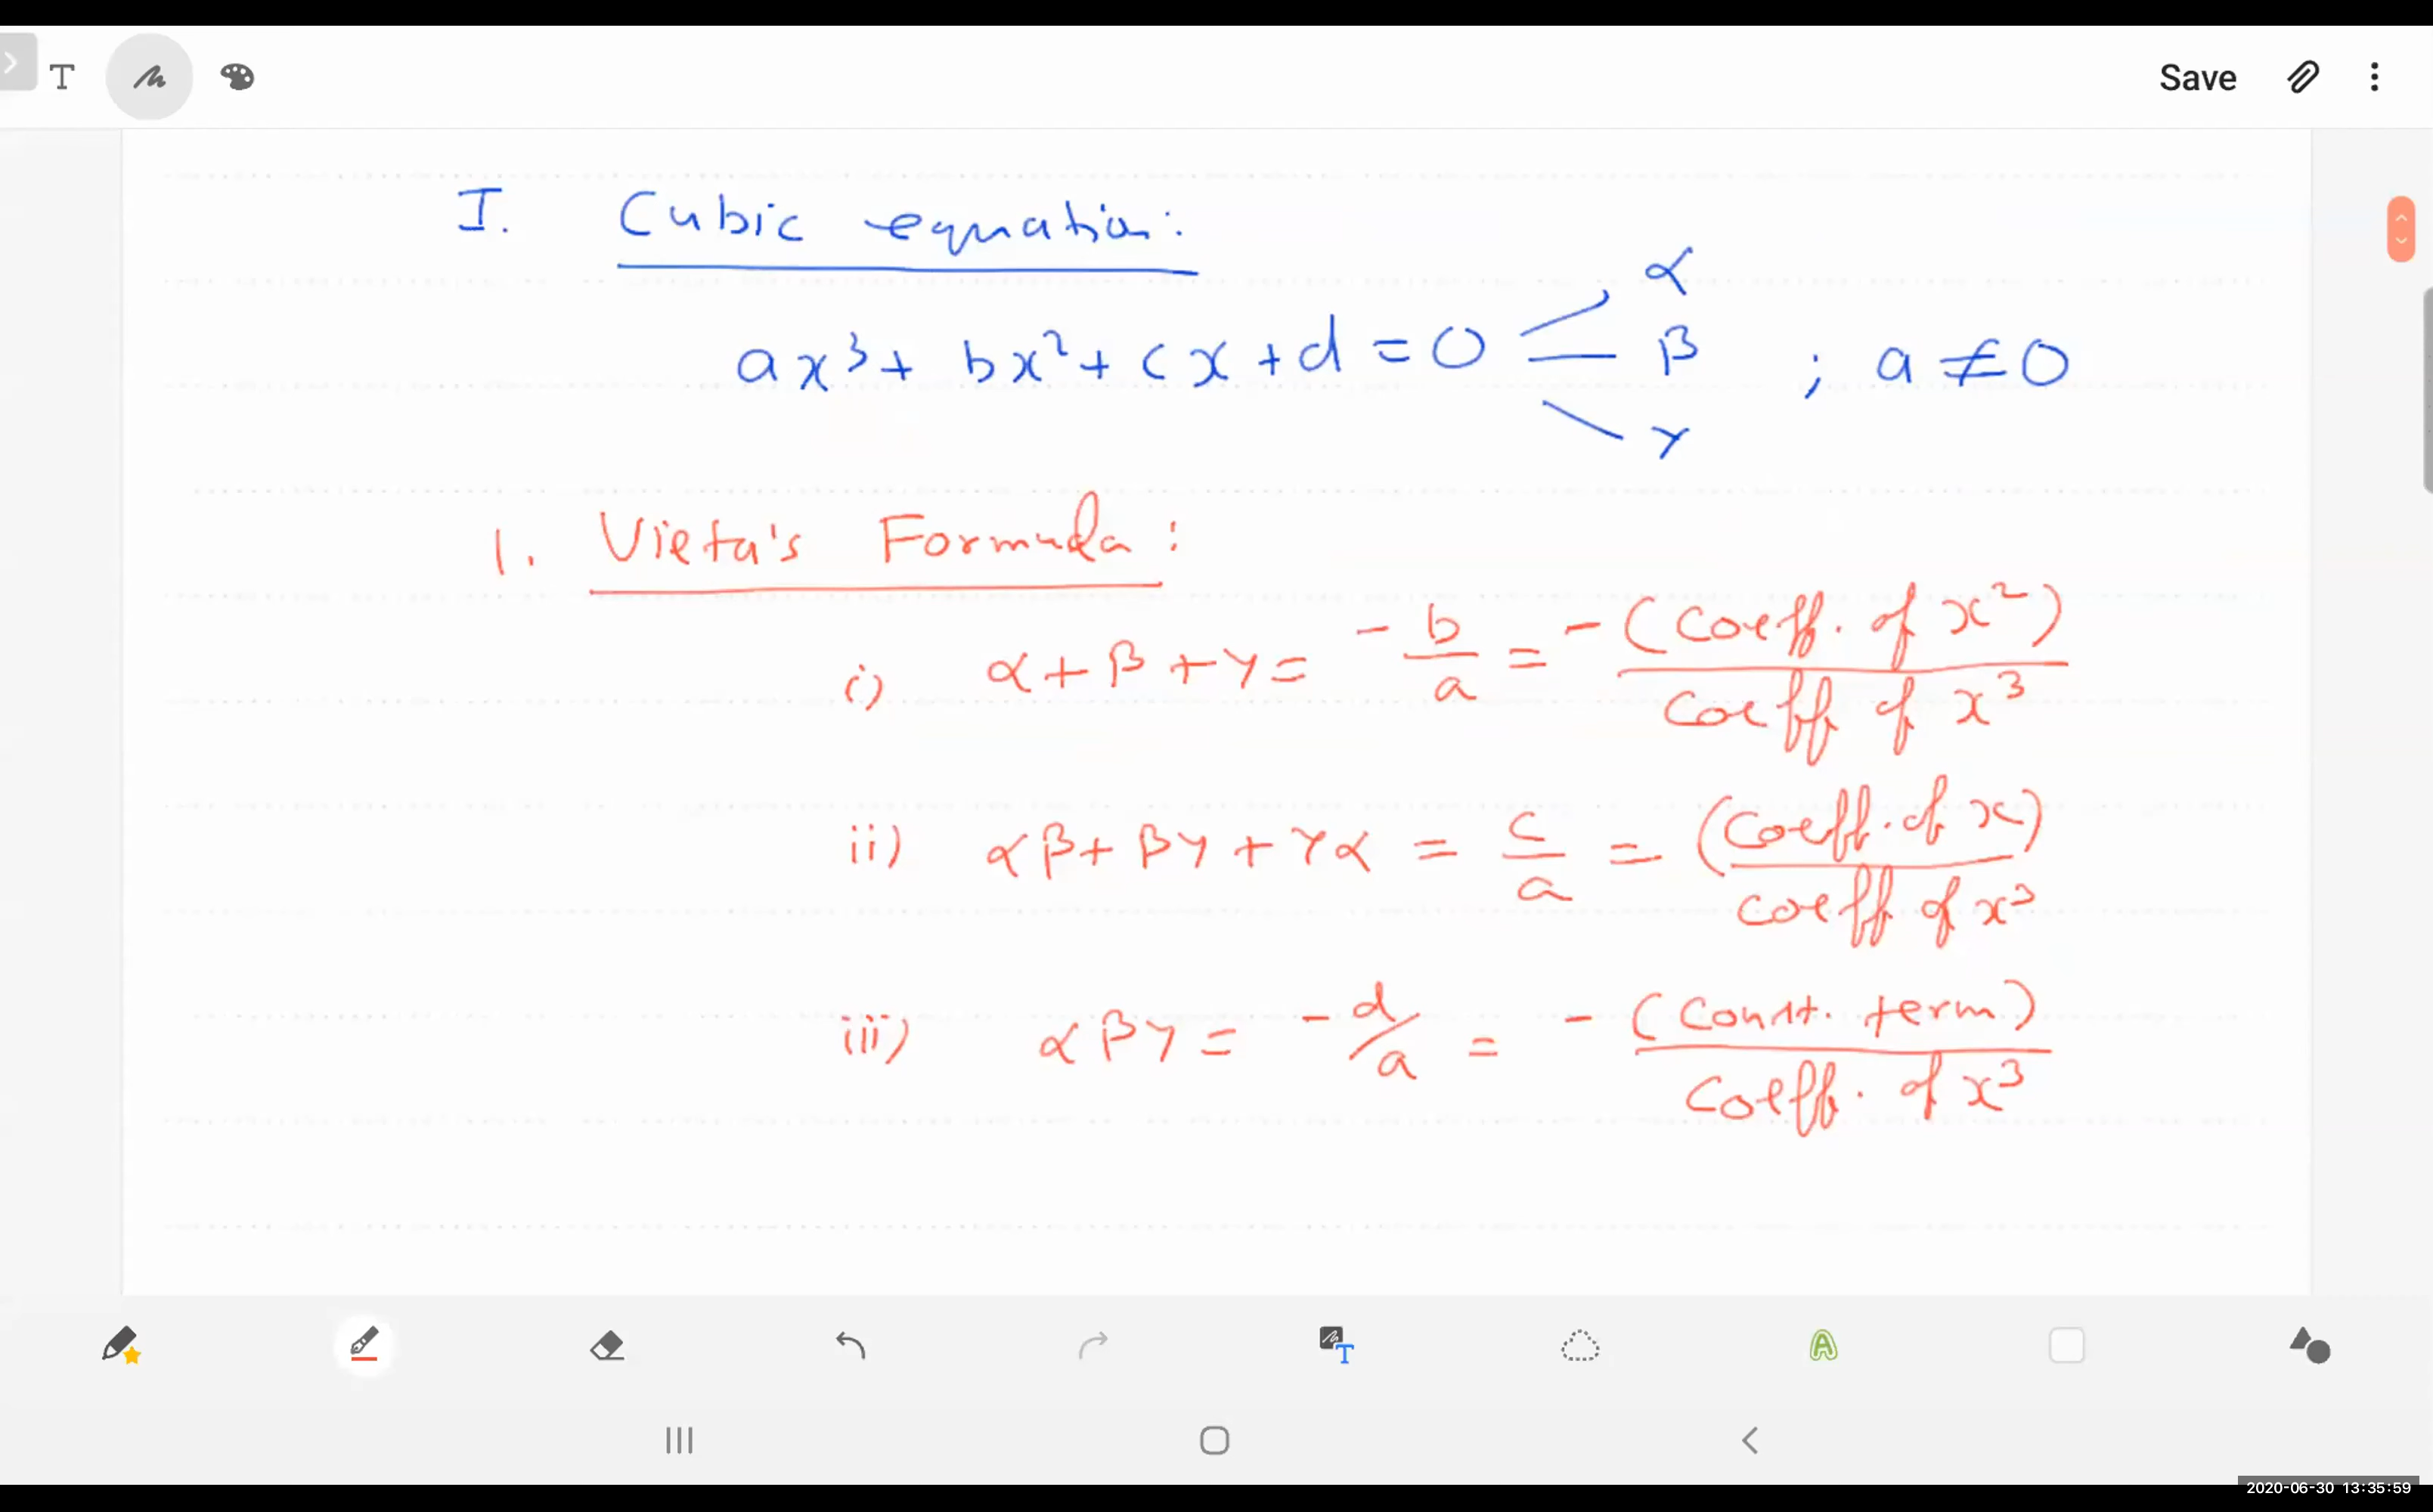 T
Save
I. Cubic equation:
ax³ + bx² + cx + d = 0 α β γ ; a ≠ 0
1. Vieta's Formula :
i) α + β + γ = - b/a = - (Coeff. of x²) / Coeff of x³
ii) αβ + βγ + γα = c/a = (Coeff. of x) / Coeff of x³
iii) αβγ = - d/a = - (Const. term) / Coeff. of x³
T
A
2020-06-30 13:35:59